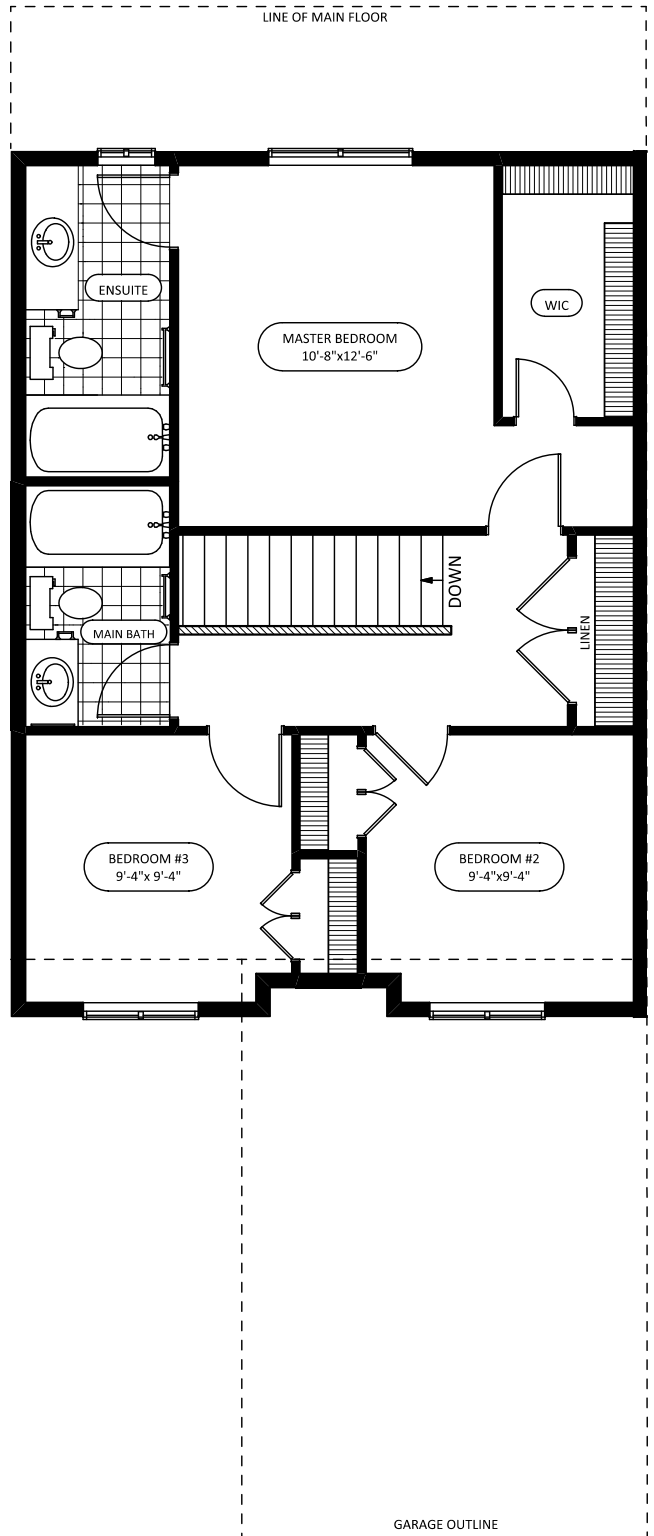 LINE OF MAIN FLOOR
ENSUITE
WIC
MASTER BEDROOM
10'-8"x12'-6"
DOWN
LINEN
MAIN BATH
BEDROOM #3
9'-4"x 9'-4"
BEDROOM #2
9'-4"x9'-4"
GARAGE OUTLINE